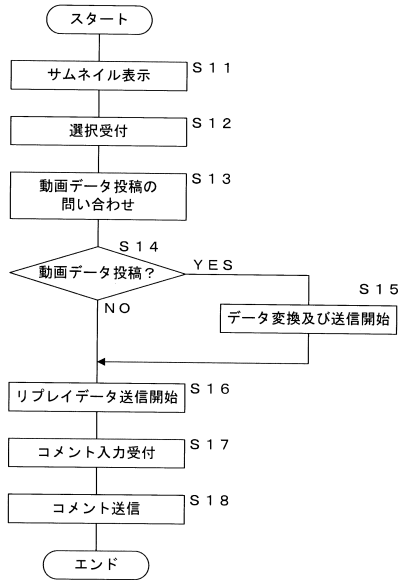 スタート
サムネイル表示
S11
選択受付
S12
動画データ投稿の
問い合わせ
S13
S14
動画データ投稿?
YES
NO
S15
データ変換及び送信開始
リプレイデータ送信開始
S16
コメント入力受付
S17
コメント送信
S18
エンド